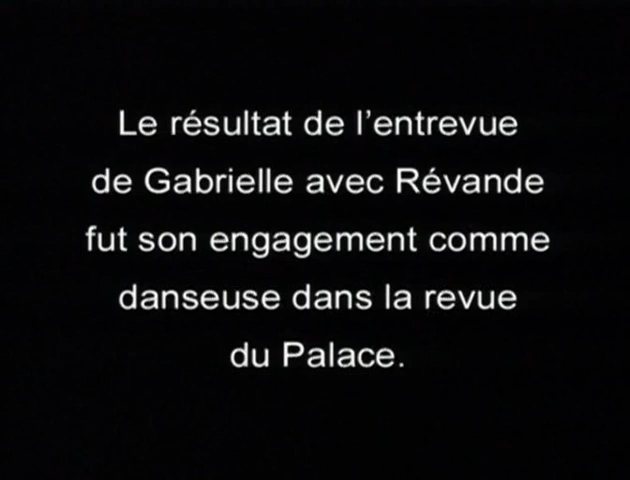 Le résultat de l'entrevue
de Gabrielle avec Révande
fut son engagement comme
danseuse dans la revue
du Palace.